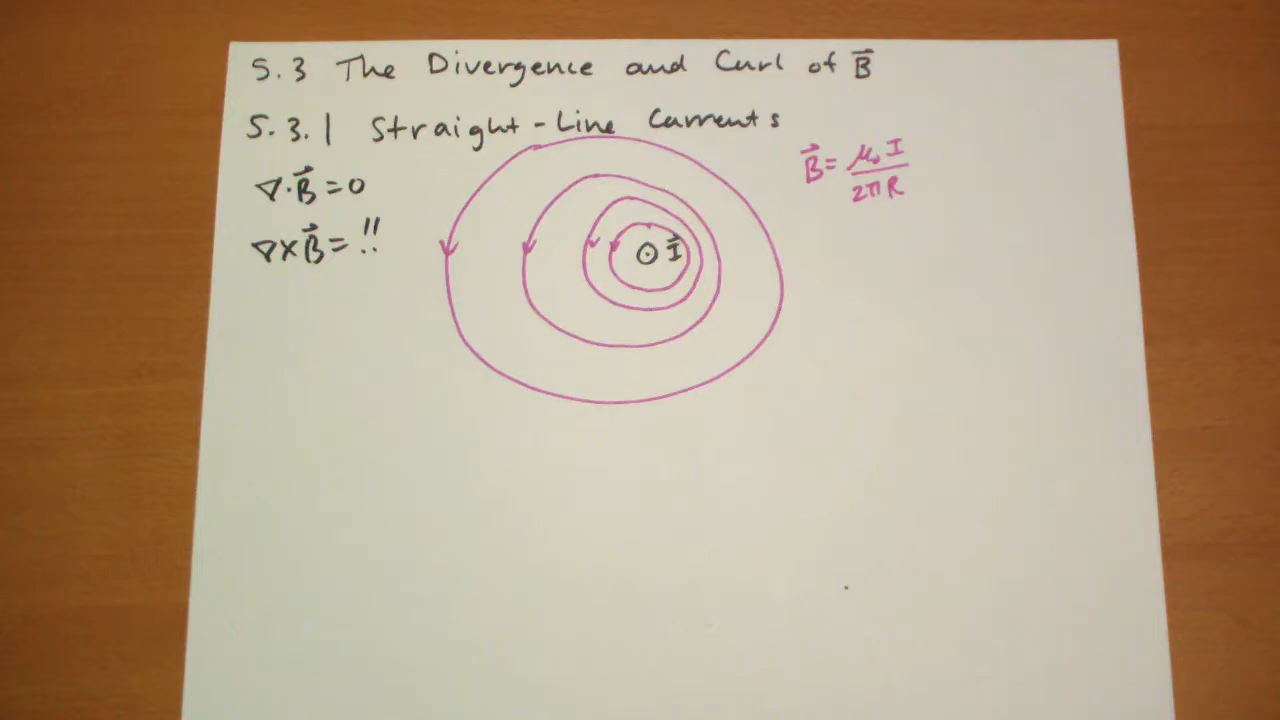 5.3 The Divergence and Curl of B⃗
5.3.1 Straight-Line Currents
∇·B⃗=0
∇×B⃗= !!
I⃗
B⃗= μ₀I/2πR